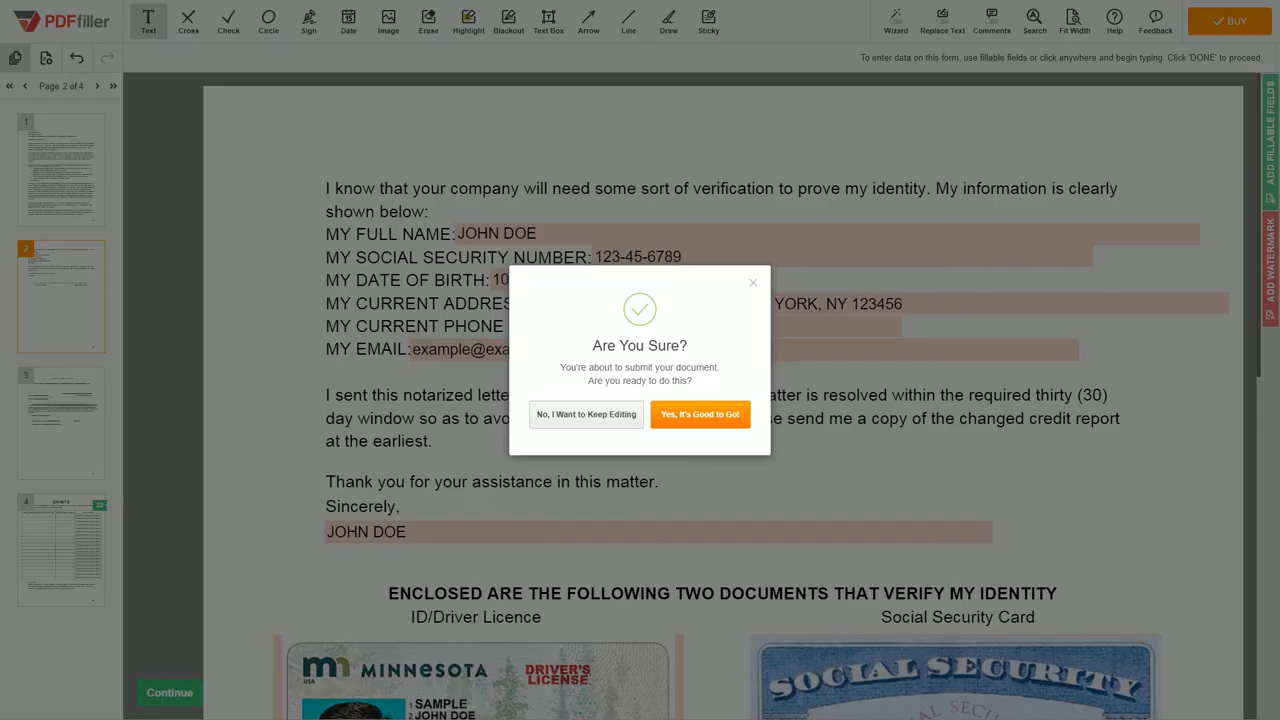 PDFfiller
Text
Cross
Check
Circle
Sign
Date
Image
Erase
Highlight
Blackout
Text Box
Arrow
Line
Draw
Sticky
Wizard
Replace Text
Comments
Search
Fit Width
Help
Feedback
BUY
To enter data on this form, use fillable fields or click anywhere and begin typing. Click 'DONE' to proceed.
Page 2 of 4
1
2
3
4
32
ADD FILLABLE FIELDS
ADD WATERMARK
I know that your company will need some sort of verification to prove my identity. My information is clearly
shown below:
MY FULL NAME: JOHN DOE
MY SOCIAL SECURITY NUMBER: 123-45-6789
MY DATE OF BIRTH: 10
MY CURRENT ADDRES YORK, NY 123456
MY CURRENT PHONE
MY EMAIL: example@exa
Are You Sure?
You're about to submit your document.
Are you ready to do this?
No, I Want to Keep Editing
Yes, It's Good to Go!
I sent this notarized lette atter is resolved within the required thirty (30)
day window so as to avo se send me a copy of the changed credit report
at the earliest.
Thank you for your assistance in this matter.
Sincerely,
JOHN DOE
ENCLOSED ARE THE FOLLOWING TWO DOCUMENTS THAT VERIFY MY IDENTITY
ID/Driver Licence
Social Security Card
MINNESOTA
USA
DRIVER'S
LICENSE
1 SAMPLE
2 JOHN DOE
SOCIAL SECURITY
Continue